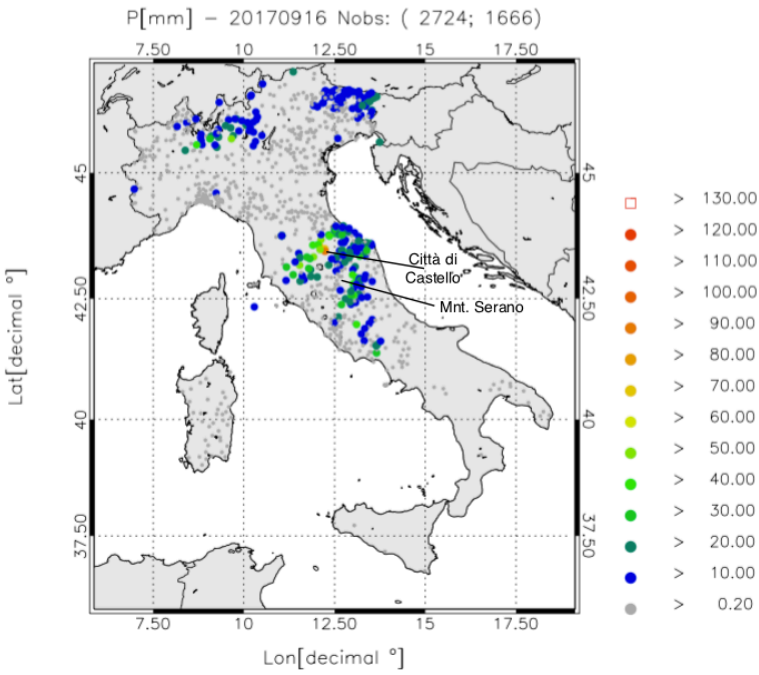 P[mm] – 20170916 Nobs: ( 2724; 1666)
7.50 10 12.50 15 17.50
45 45
42.50 42.50
40 40
37.50 37.50
Lat[decimal °]
Città di
Castello
Mnt. Serano
7.50 10 12.50 15 17.50
Lon[decimal °]
> 130.00
> 120.00
> 110.00
> 100.00
> 90.00
> 80.00
> 70.00
> 60.00
> 50.00
> 40.00
> 30.00
> 20.00
> 10.00
> 0.20